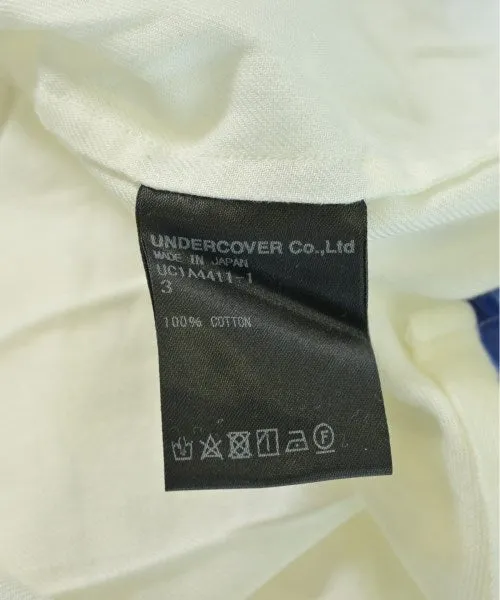 UNDERCOVER Co.,Ltd
MADE IN JAPAN
UC1A4411-1
3
100% COTTON
F